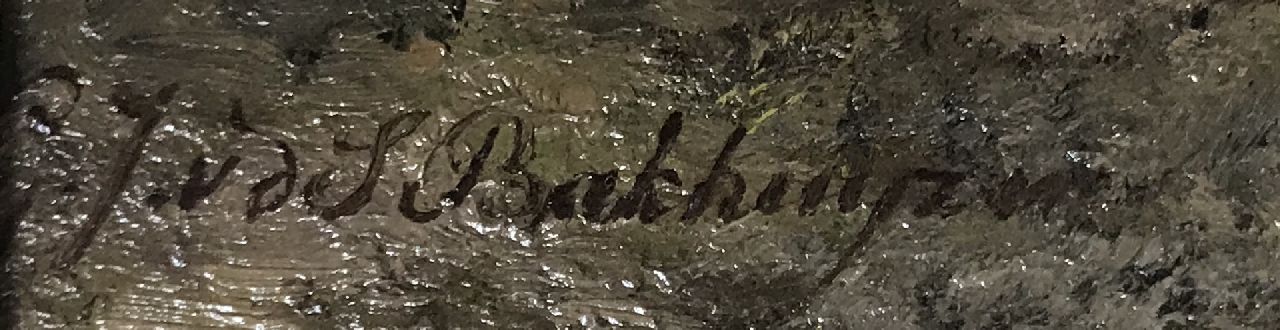 G. J. v d S. Bakhuyzen